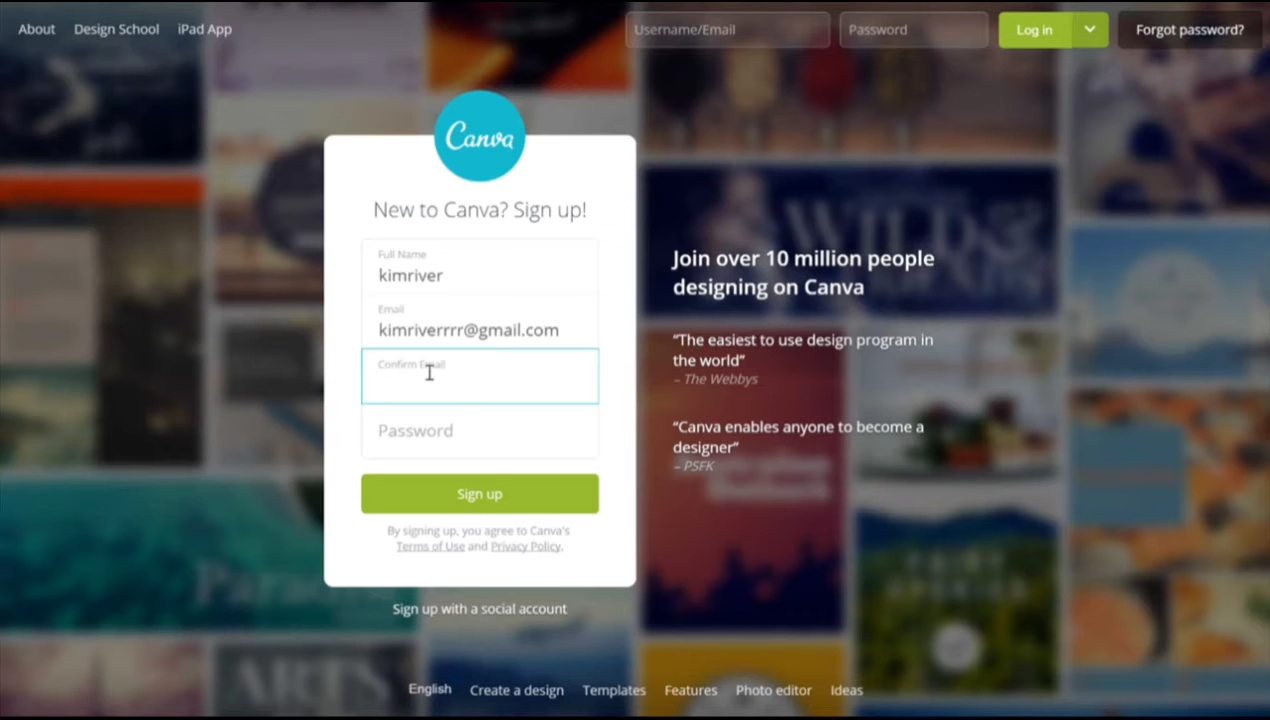 About Design School iPad App Username/Email Password Log in Forgot password?
Canva
New to Canva? Sign up!
Full Name
kimriver
Email
kimriverrrr@gmail.com
Confirm Email
Password
Sign up
By signing up, you agree to Canva's
Terms of Use and Privacy Policy.
Sign up with a social account
Join over 10 million people
designing on Canva
“The easiest to use design program in
the world”
– The Webbys
“Canva enables anyone to become a
designer”
– PSFK
WILD &
English Create a design Templates Features Photo editor Ideas